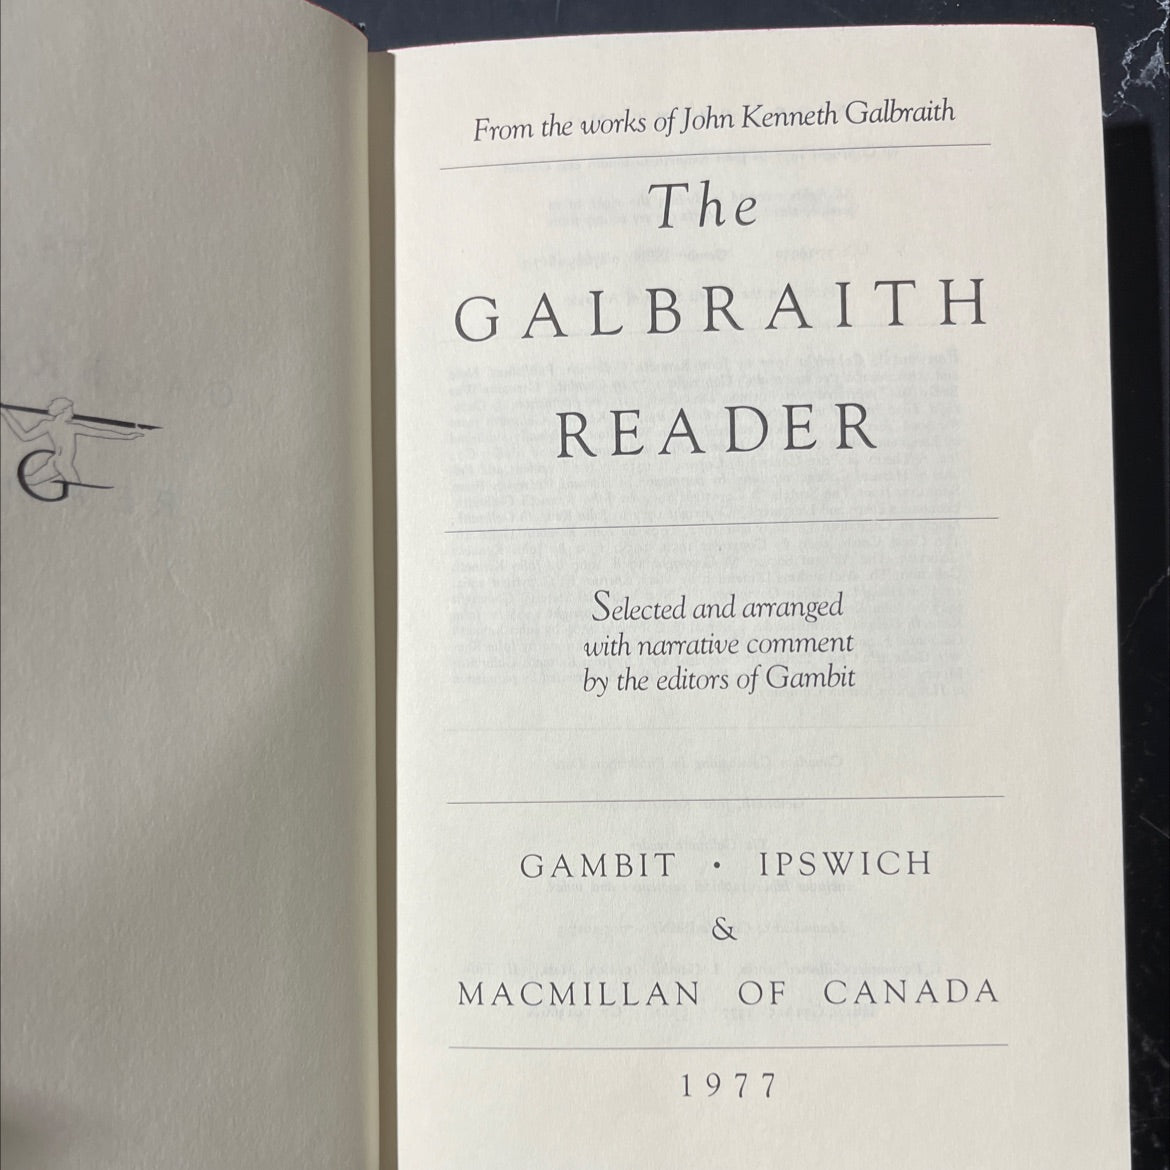 From the works of John Kenneth Galbraith
The
GALBRAITH
READER
Selected and arranged
with narrative comment
by the editors of Gambit
GAMBIT · IPSWICH
&
MACMILLAN OF CANADA
1977
G